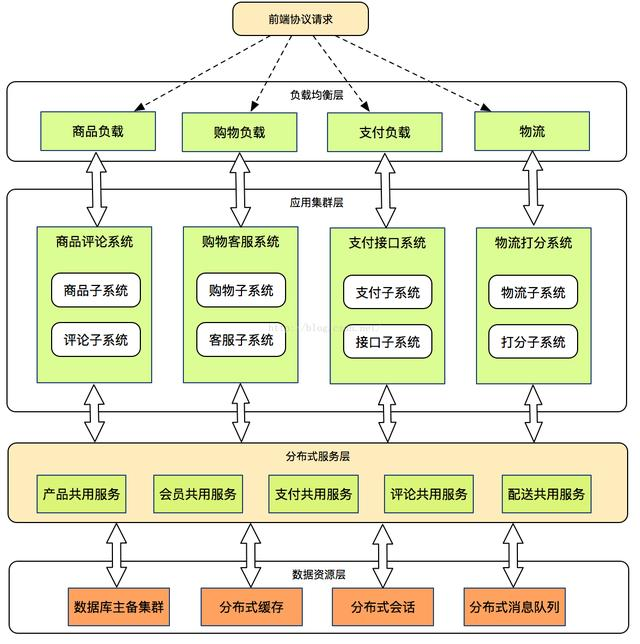 前端协议请求
负载均衡层
商品负载
购物负载
支付负载
物流
应用集群层
商品评论系统
购物客服系统
支付接口系统
物流打分系统
商品子系统
购物子系统
支付子系统
物流子系统
http://blog.csdn.net/
评论子系统
客服子系统
接口子系统
打分子系统
分布式服务层
产品共用服务
会员共用服务
支付共用服务
评论共用服务
配送共用服务
数据资源层
数据库主备集群
分布式缓存
分布式会话
分布式消息队列